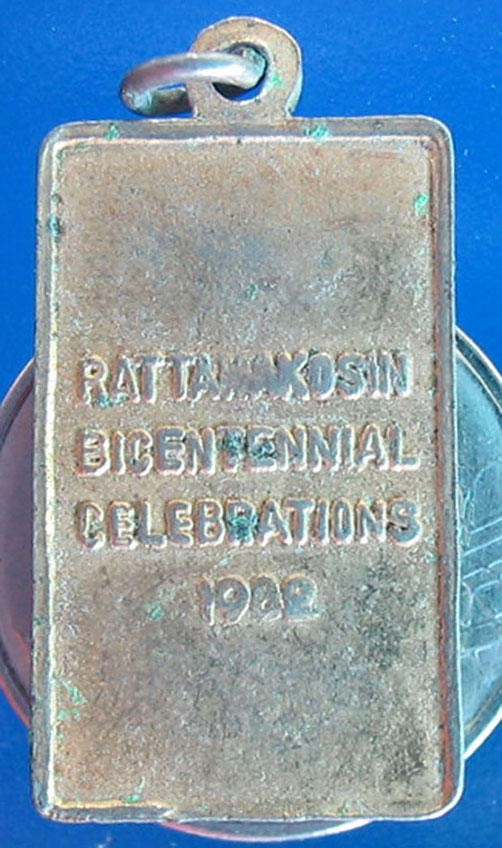 RATTANAKOSIN
BICENTENNIAL
CELEBRATIONS
1982